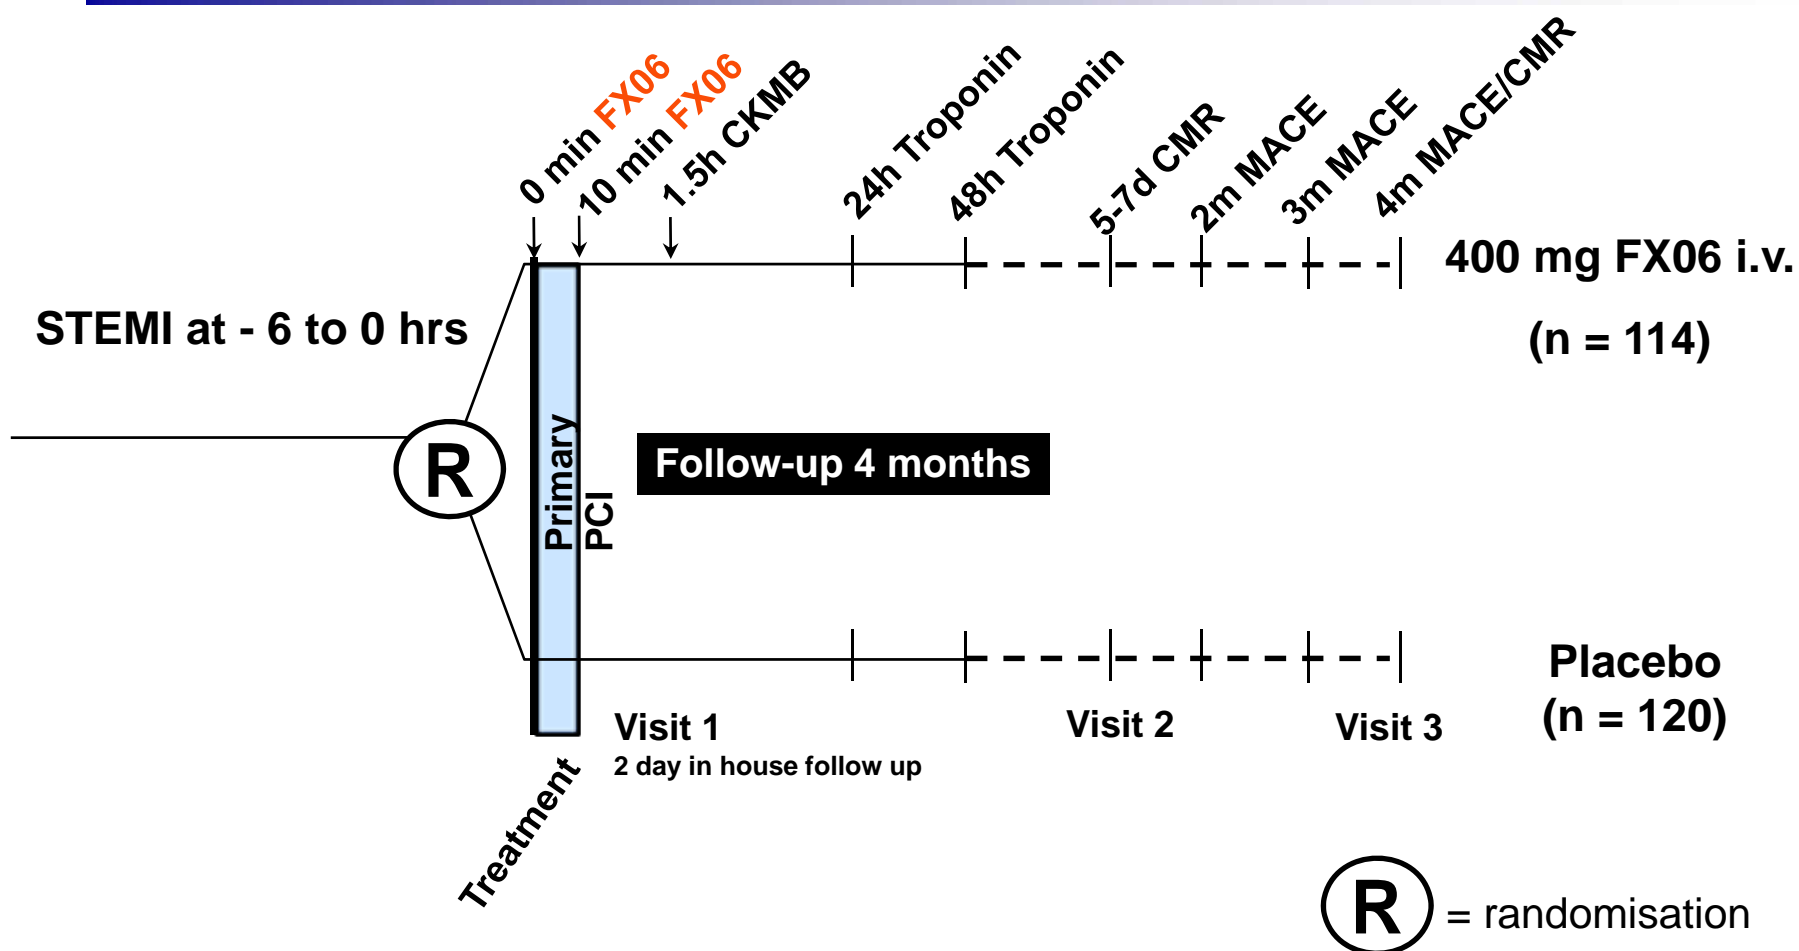 0 min FX06
10 min FX06
1.5h CKMB
24h Troponin
48h Troponin
5-7d CMR
2m MACE
3m MACE
4m MACE/CMR
400 mg FX06 i.v.
(n = 114)
STEMI at - 6 to 0 hrs
R
Primary
PCI
Follow-up 4 months
Placebo
(n = 120)
Visit 1
2 day in house follow up
Visit 2
Visit 3
Treatment
R = randomisation